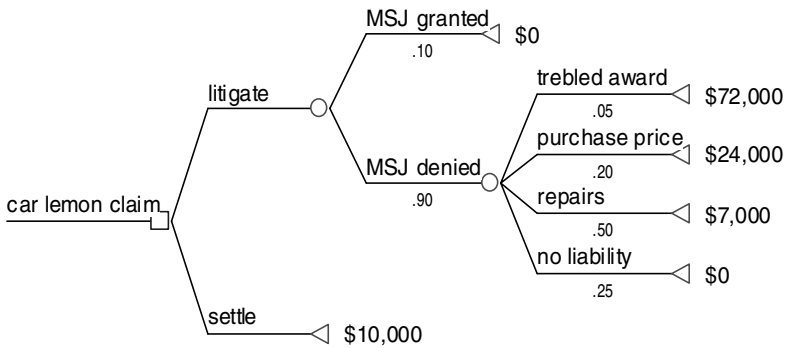 MSJ granted
$0
.10
trebled award
litigate
$72,000
.05
purchase price
$24,000
MSJ denied
.20
repairs
.90
car lemon claim
$7,000
.50
no liability
$0
.25
settle
$10,000